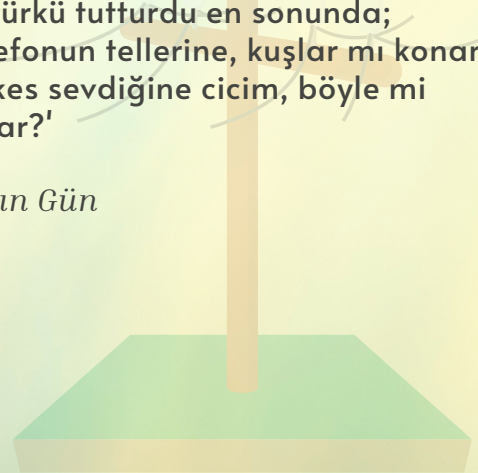 ürkü tutturdu en sonunda;
efonun tellerine, kuşlar mı konar
kes sevdiğine cicim, böyle mi
ar?'
ın Gün